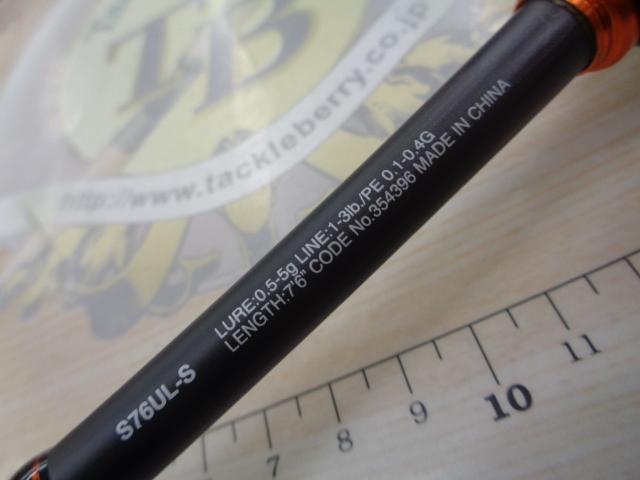 TB
www.tackleberry.co.jp
LURE:0.5-5g LINE:1-3lb./PE 0.1-0.4G
LENGTH:7'6" CODE No.354396 MADE IN CHINA
S76UL-S
7
8
9
10
11